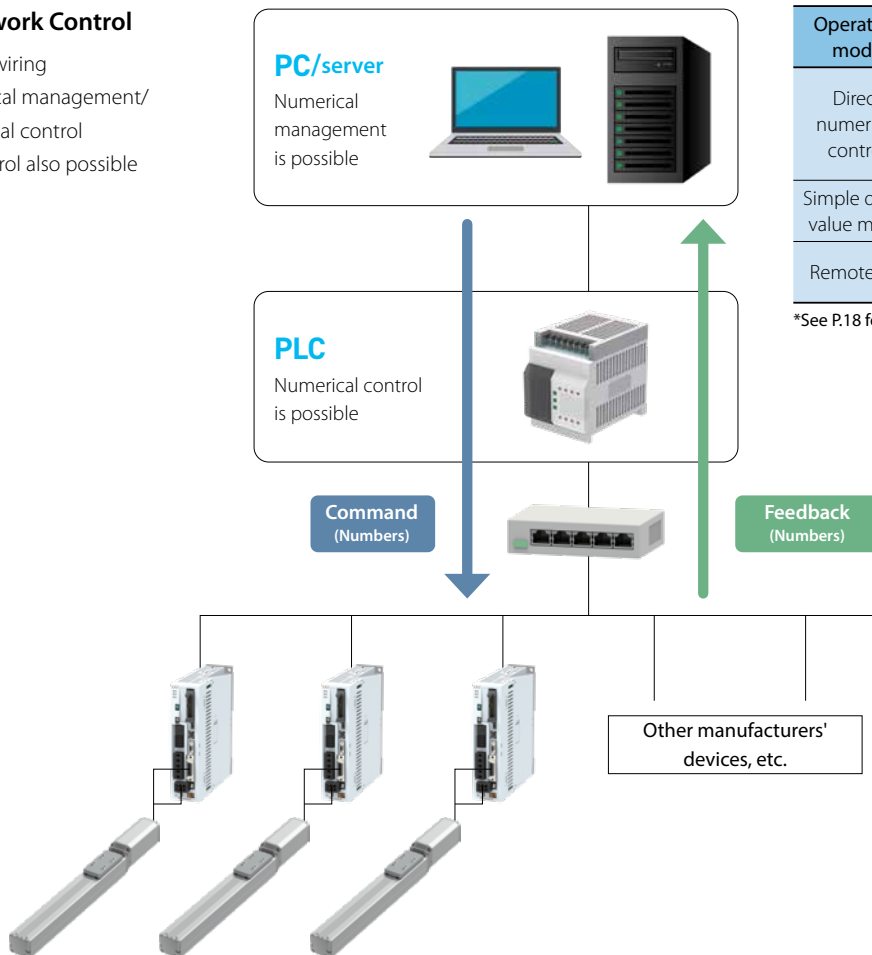 work Control
wiring
al management/
al control
rol also possible
PC/server
Numerical
management
is possible
PLC
Numerical control
is possible
Command
(Numbers)
Feedback
(Numbers)
Other manufacturers'
devices, etc.
Operat
mod
Direc
numer
contr
Simple
value m
Remote
*See P.18 f